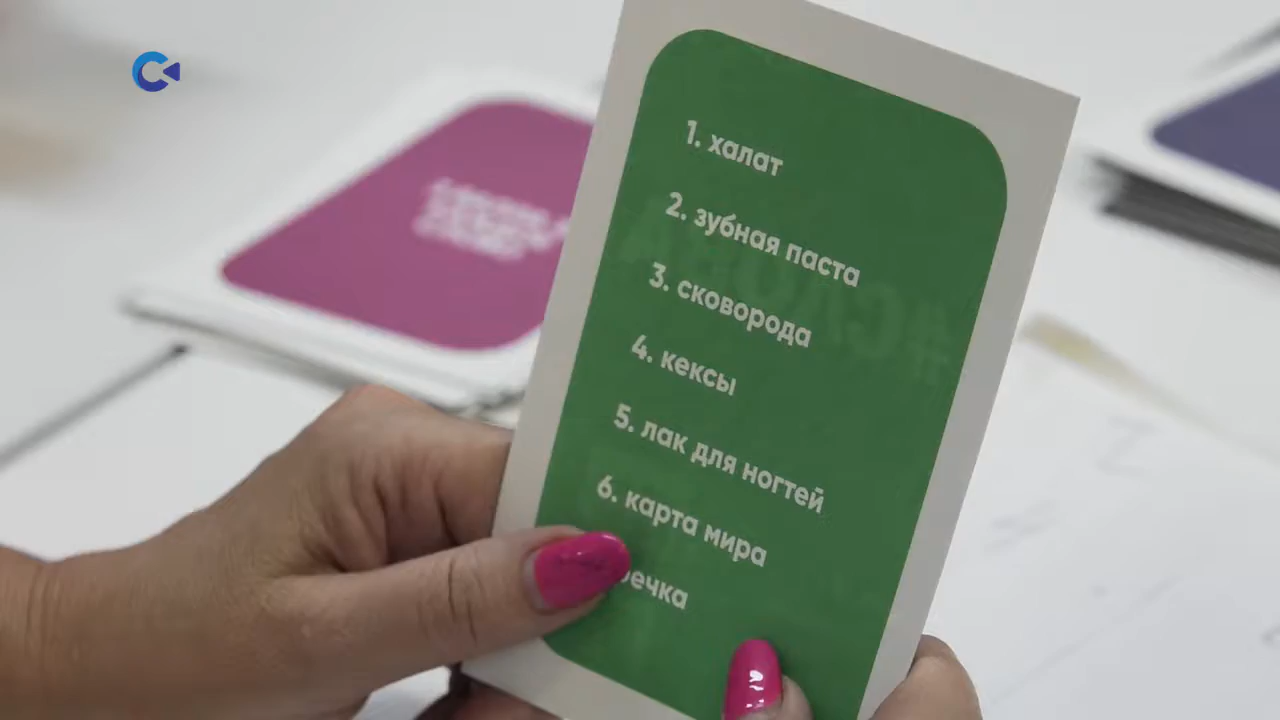 1. халат
2. зубная паста
3. сковорода
4. кексы
5. лак для ногтей
6. карта мира